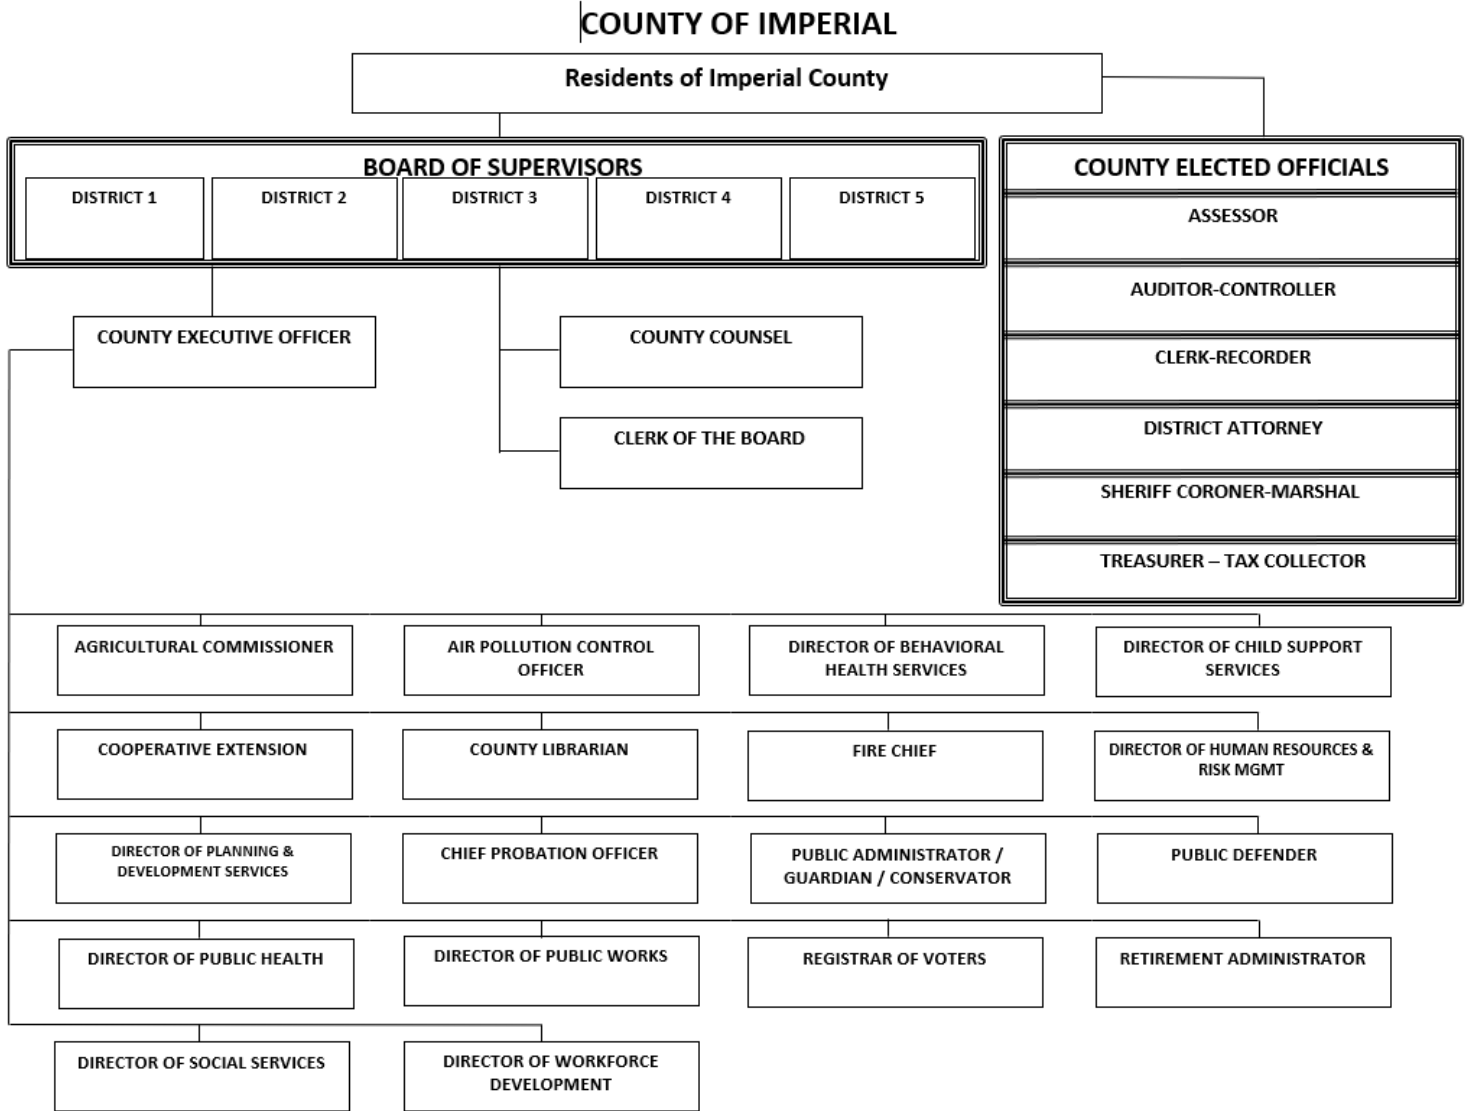 COUNTY OF IMPERIAL
Residents of Imperial County
BOARD OF SUPERVISORS
DISTRICT 1
DISTRICT 2
DISTRICT 3
DISTRICT 4
DISTRICT 5
COUNTY ELECTED OFFICIALS
ASSESSOR
AUDITOR-CONTROLLER
CLERK-RECORDER
DISTRICT ATTORNEY
SHERIFF CORONER-MARSHAL
TREASURER – TAX COLLECTOR
COUNTY EXECUTIVE OFFICER
COUNTY COUNSEL
CLERK OF THE BOARD
AGRICULTURAL COMMISSIONER
AIR POLLUTION CONTROL
OFFICER
DIRECTOR OF BEHAVIORAL
HEALTH SERVICES
DIRECTOR OF CHILD SUPPORT
SERVICES
COOPERATIVE EXTENSION
COUNTY LIBRARIAN
FIRE CHIEF
DIRECTOR OF HUMAN RESOURCES &
RISK MGMT
DIRECTOR OF PLANNING &
DEVELOPMENT SERVICES
CHIEF PROBATION OFFICER
PUBLIC ADMINISTRATOR /
GUARDIAN / CONSERVATOR
PUBLIC DEFENDER
DIRECTOR OF PUBLIC HEALTH
DIRECTOR OF PUBLIC WORKS
REGISTRAR OF VOTERS
RETIREMENT ADMINISTRATOR
DIRECTOR OF SOCIAL SERVICES
DIRECTOR OF WORKFORCE
DEVELOPMENT